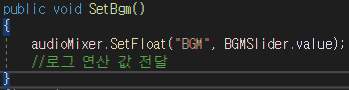 public void SetBgm()
{
audioMixer.SetFloat("BGM", BGMSlider.value);
//로그 연산 값 전달
}